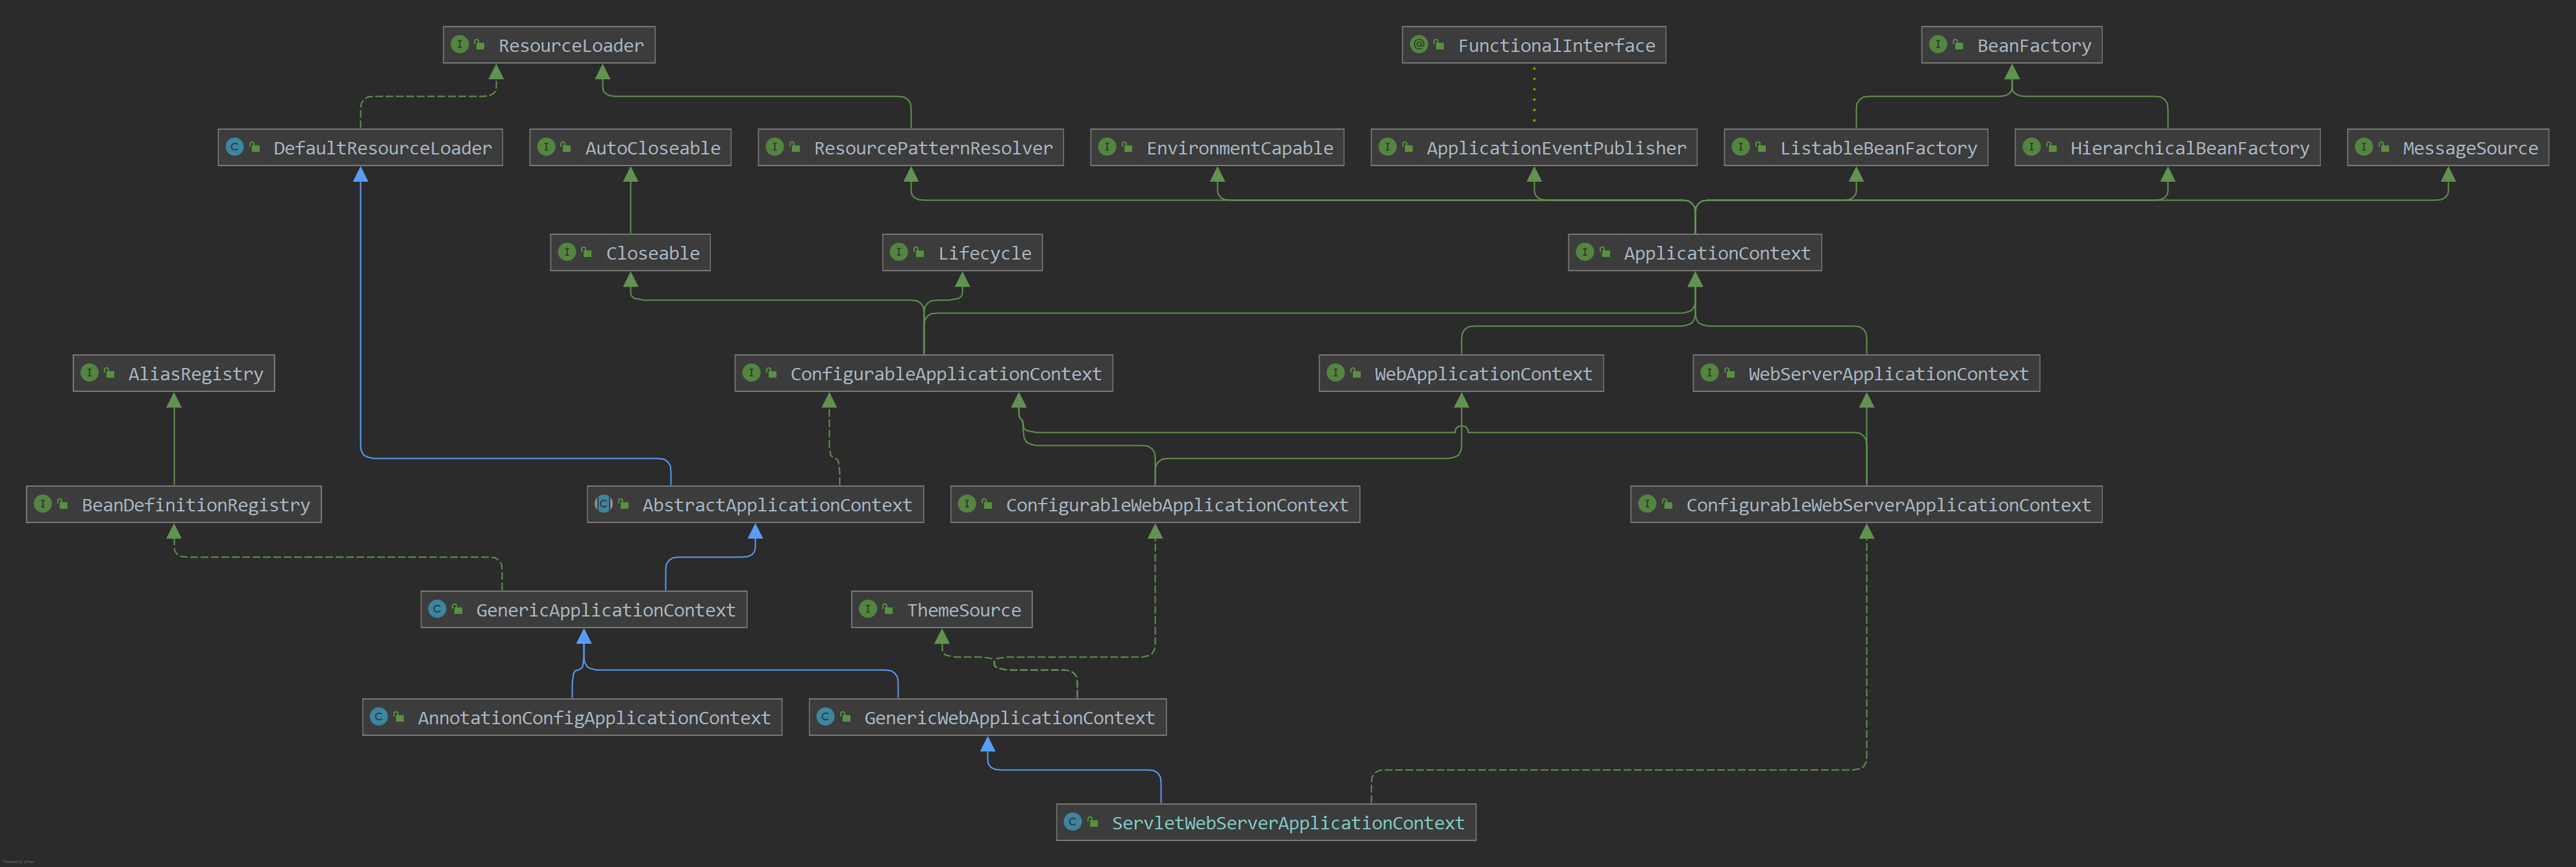 ResourceLoader
FunctionalInterface
BeanFactory
DefaultResourceLoader
AutoCloseable
ResourcePatternResolver
EnvironmentCapable
ApplicationEventPublisher
ListableBeanFactory
HierarchicalBeanFactory
MessageSource
Closeable
Lifecycle
ApplicationContext
AliasRegistry
ConfigurableApplicationContext
WebApplicationContext
WebServerApplicationContext
BeanDefinitionRegistry
AbstractApplicationContext
ConfigurableWebApplicationContext
ConfigurableWebServerApplicationContext
GenericApplicationContext
ThemeSource
AnnotationConfigApplicationContext
GenericWebApplicationContext
ServletWebServerApplicationContext